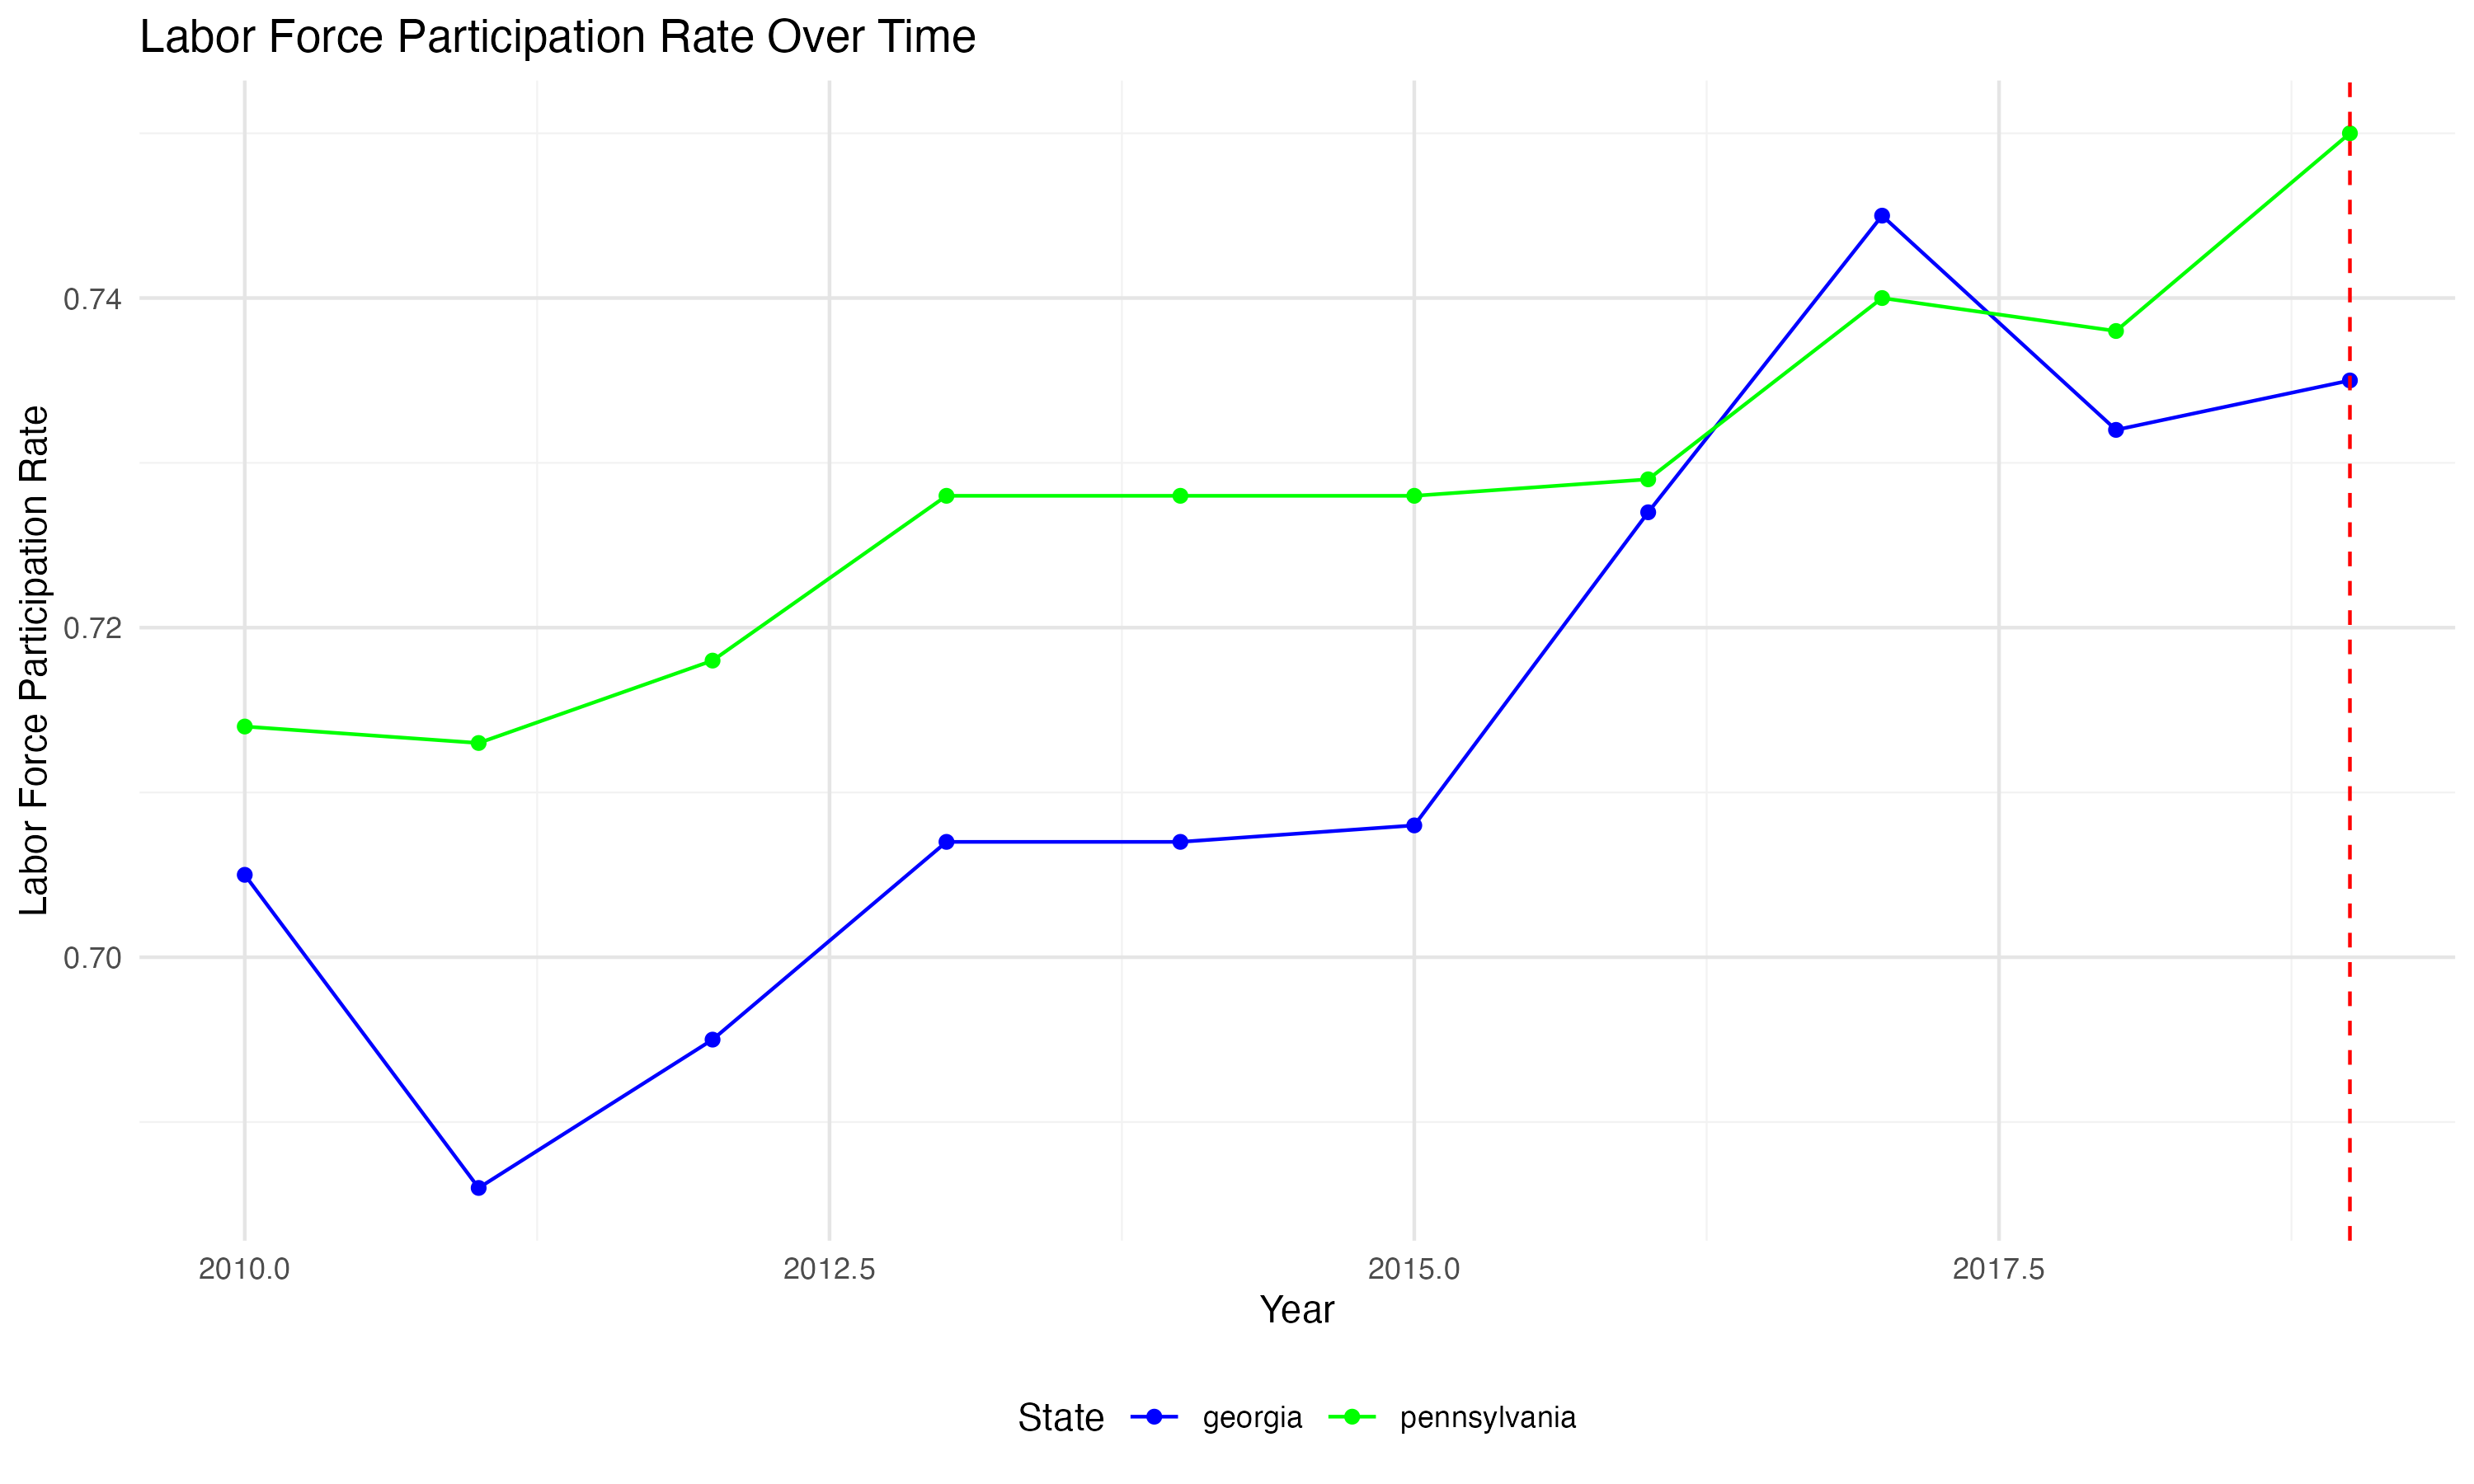 Labor Force Participation Rate Over Time
Labor Force Participation Rate
0.74
0.72
0.70
2010.0 2012.5 2015.0 2017.5
Year
State georgia pennsylvania